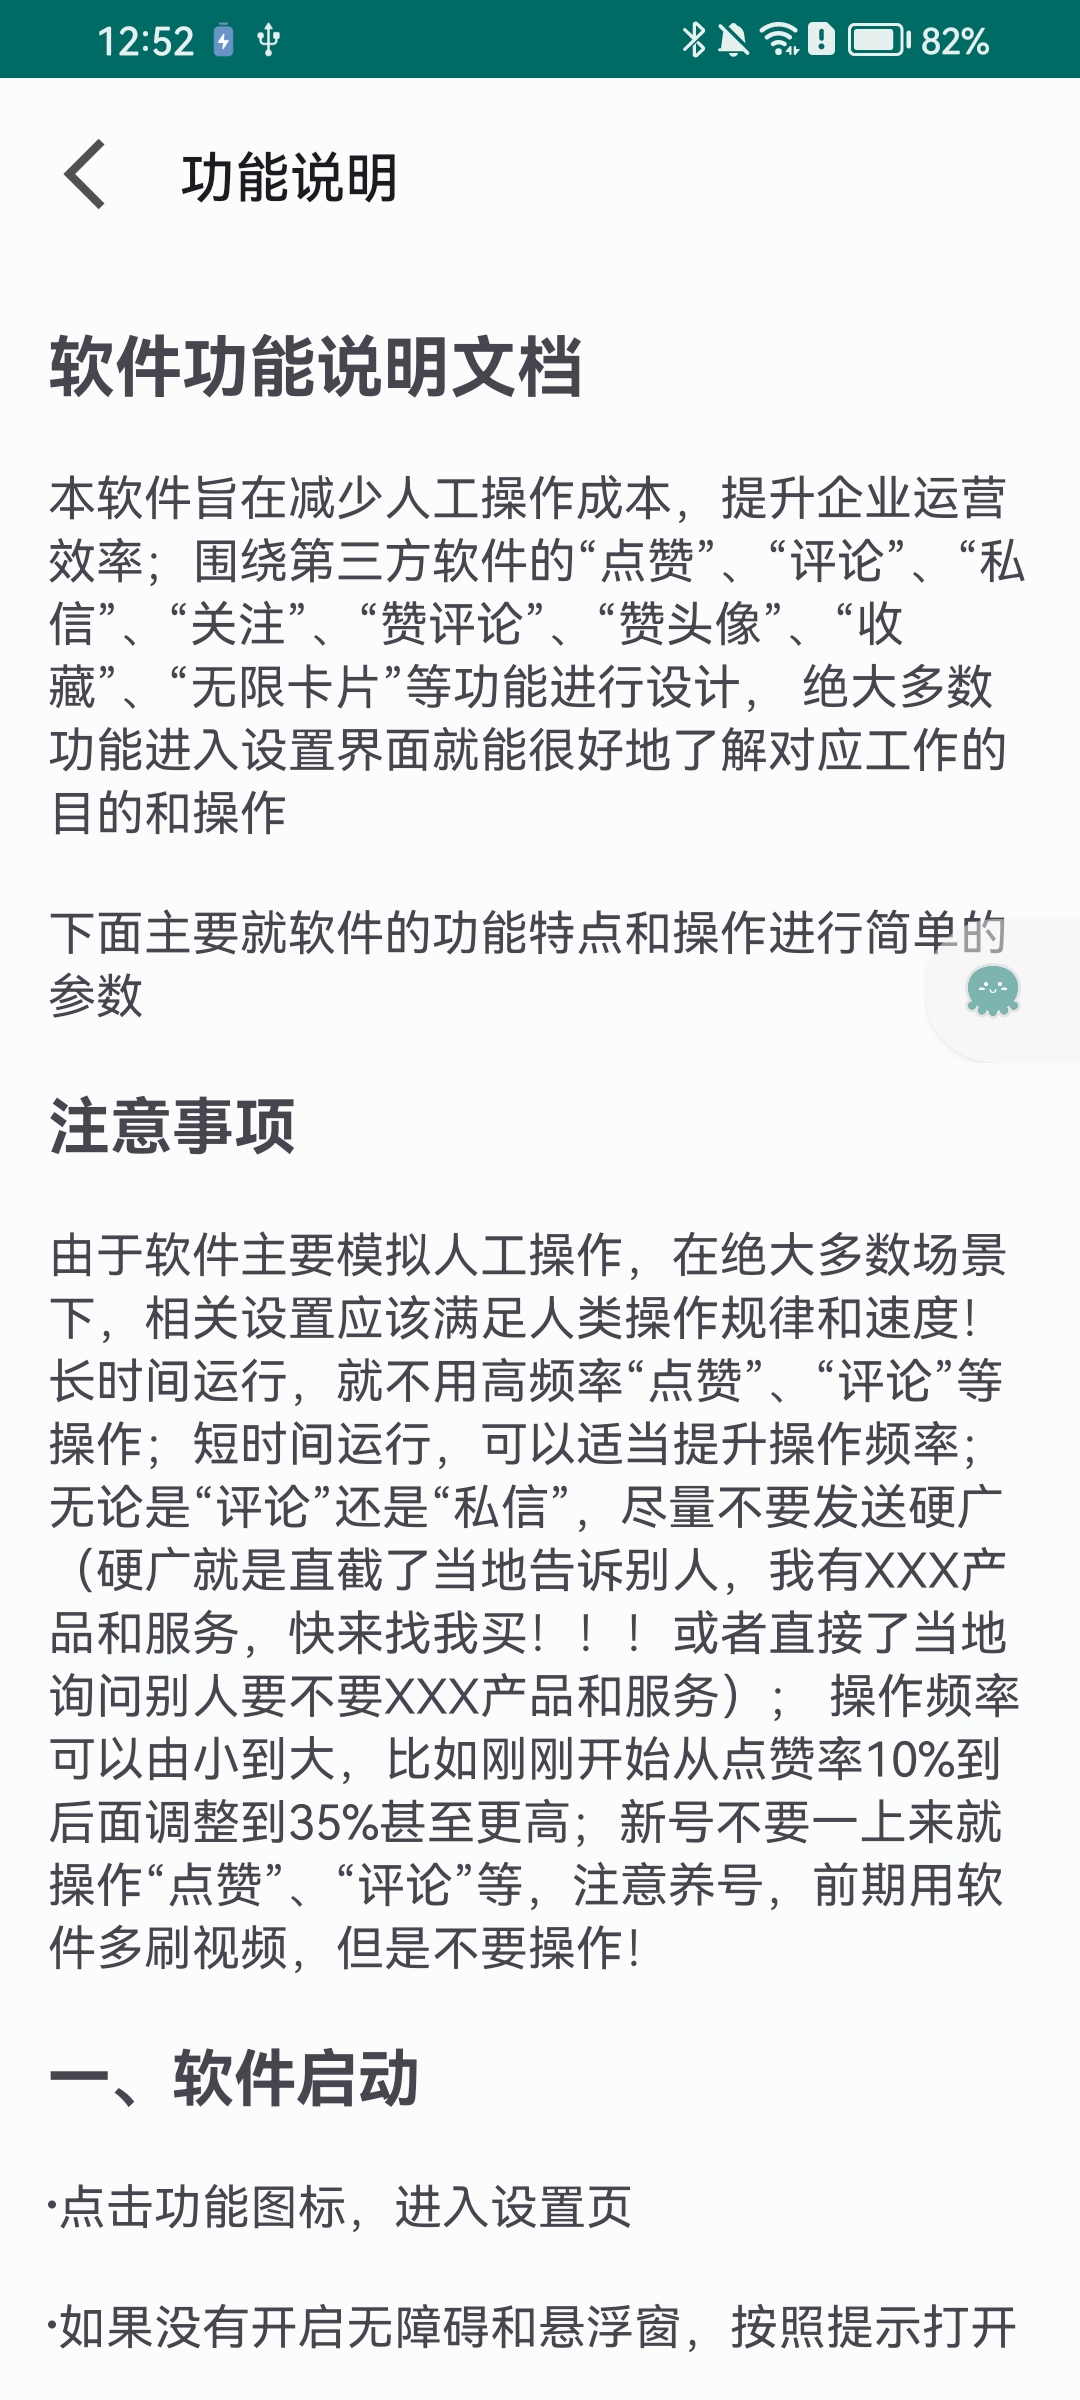 12:52
82%
功能说明
软件功能说明文档
本软件旨在减少人工操作成本，提升企业运营
效率；围绕第三方软件的“点赞”、“评论”、“私
信”、“关注”、“赞评论”、“赞头像”、“收
藏”、“无限卡片”等功能进行设计， 绝大多数
功能进入设置界面就能很好地了解对应工作的
目的和操作
下面主要就软件的功能特点和操作进行简单的
参数
注意事项
由于软件主要模拟人工操作，在绝大多数场景
下，相关设置应该满足人类操作规律和速度！
长时间运行，就不用高频率“点赞”、“评论”等
操作；短时间运行，可以适当提升操作频率；
无论是“评论”还是“私信”，尽量不要发送硬广
（硬广就是直截了当地告诉别人，我有XXX产
品和服务，快来找我买！！！或者直接了当地
询问别人要不要XXX产品和服务）； 操作频率
可以由小到大，比如刚刚开始从点赞率10%到
后面调整到35%甚至更高；新号不要一上来就
操作“点赞”、“评论”等，注意养号，前期用软
件多刷视频，但是不要操作！
一、软件启动
•点击功能图标，进入设置页
•如果没有开启无障碍和悬浮窗，按照提示打开